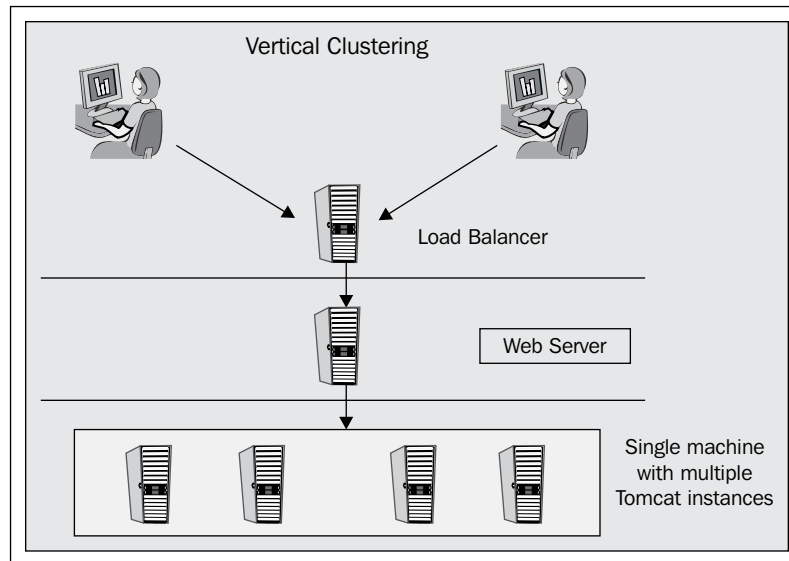 Vertical Clustering
Load Balancer
Web Server
Single machine
with multiple
Tomcat instances